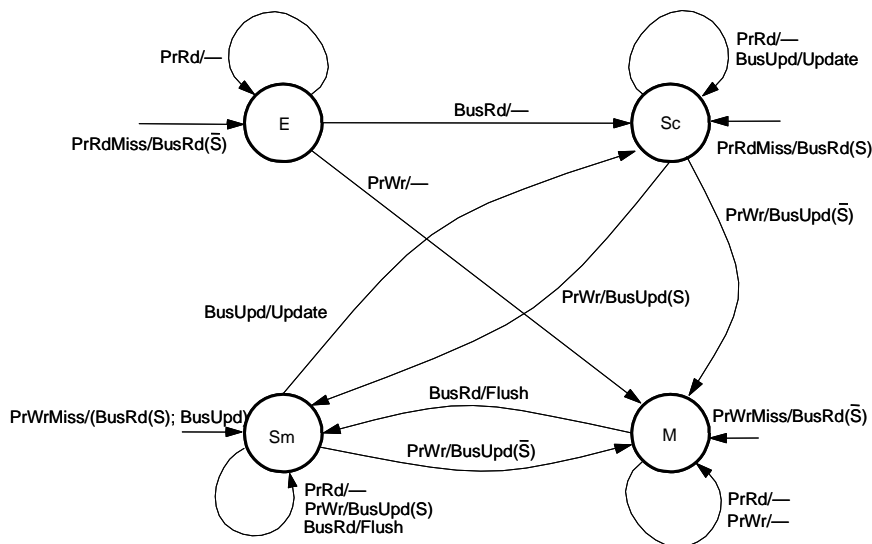 PrRd/—
PrRd/—
BusUpd/Update
E
BusRd/—
Sc
PrRdMiss/BusRd(S̄)
PrRdMiss/BusRd(S)
PrWr/—
PrWr/BusUpd(S̄)
BusUpd/Update
PrWr/BusUpd(S)
BusRd/Flush
PrWrMiss/(BusRd(S); BusUpd)
PrWrMiss/BusRd(S̄)
Sm
M
PrWr/BusUpd(S̄)
PrRd/—
PrWr/BusUpd(S)
BusRd/Flush
PrRd/—
PrWr/—